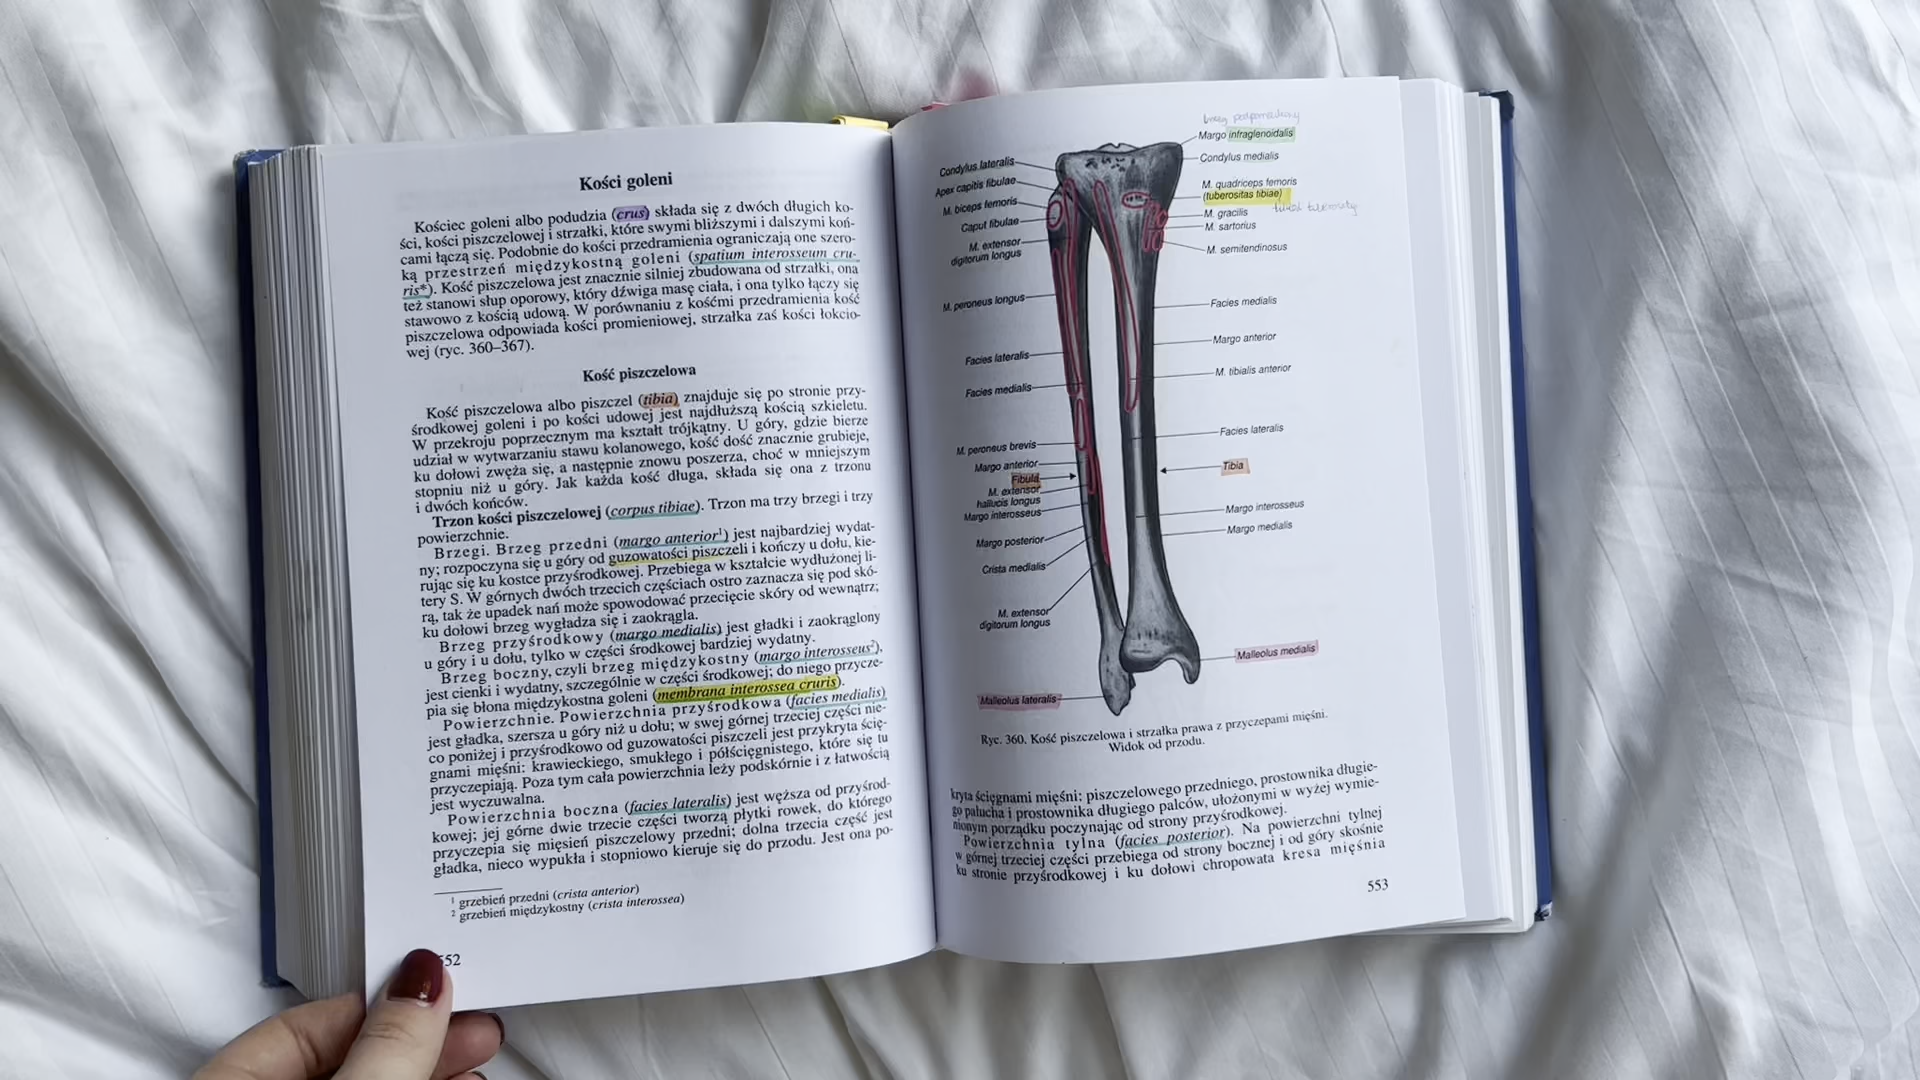 Kości goleni
Kościec goleni albo podudzia (crus) składa się z dwóch długich ko-
ści, kości piszczelowej i strzałki, które swymi bliższymi i dalszymi koń-
cami łączą się. Podobnie do kości przedramienia ograniczają one szero-
ką przestrzeń międzykostną goleni (spatium interosseum cru-
ris*). Kość piszczelowa jest znacznie silniej zbudowana od strzałki, ona
też stanowi słup oporowy, który dźwiga masę ciała, i ona tylko łączy się
stawowo z kością udową. W porównaniu z kośćmi przedramienia kość
piszczelowa odpowiada kości promieniowej, strzałka zaś kości łokcio-
wej (ryc. 360–367).
Kość piszczelowa
Kość piszczelowa albo piszczel (tibia) znajduje się po stronie przy-
środkowej goleni i po kości udowej jest najdłuższą kością szkieletu.
W przekroju poprzecznym ma kształt trójkątny. U góry, gdzie bierze
udział w wytwarzaniu stawu kolanowego, kość dość znacznie grubieje,
ku dołowi zwęża się, a następnie znowu poszerza, choć w mniejszym
stopniu niż u góry. Jak każda kość długa, składa się ona z trzonu
i dwóch końców.
Trzon kości piszczelowej (corpus tibiae). Trzon ma trzy brzegi i trzy
powierzchnie.
Brzegi. Brzeg przedni (margo anterior¹) jest najbardziej wydat-
ny; rozpoczyna się u góry od guzowatości piszczeli i kończy u dołu, kie-
rując się ku kostce przyśrodkowej. Przebiega w kształcie wydłużonej li-
tery S. W górnych dwóch trzecich częściach ostro zaznacza się pod skó-
rą, tak że upadek nań może spowodować przecięcie skóry od wewnątrz;
ku dołowi brzeg wygładza się i zaokrągla.
Brzeg przyśrodkowy (margo medialis) jest gładki i zaokrąglony
u góry i u dołu, tylko w części środkowej bardziej wydatny.
Brzeg boczny, czyli brzeg międzykostny (margo interosseus²),
jest cienki i wydatny, szczególnie w części środkowej; do niego przycze-
pia się błona międzykostna goleni (membrana interossea cruris).
Powierzchnie. Powierzchnia przyśrodkowa (facies medialis)
jest gładka, szersza u góry niż u dołu; w swej górnej trzeciej części nie-
co poniżej i przyśrodkowo od guzowatości piszczeli jest przykryta ścię-
gnami mięśni: krawieckiego, smukłego i półścięgnistego, które się tu
przyczepiają. Poza tym cała powierzchnia leży podskórnie i z łatwością
jest wyczuwalna.
Powierzchnia boczna (facies lateralis) jest węższa od przyśrod-
kowej; jej górne dwie trzecie części tworzą płytki rowek, do którego
przyczepia się mięsień piszczelowy przedni; dolna trzecia część jest
gładka, nieco wypukła i stopniowo kieruje się do przodu. Jest ona po-
¹ grzebień przedni (crista anterior)
² grzebień międzykostny (crista interossea)
552
brzeg podpanewkowy
Margo infraglenoidalis
Condylus medialis
M. quadriceps femoris
(tuberositas tibiae)
tibial tuberosity
M. gracilis
M. sartorius
M. semitendinosus
Facies medialis
Margo anterior
M. tibialis anterior
Facies lateralis
Tibia
Margo interosseus
Margo medialis
Malleolus medialis
Condylus lateralis
Apex capitis fibulae
M. biceps femoris
Caput fibulae
M. extensor
digitorum longus
M. peroneus longus
Facies lateralis
Facies medialis
M. peroneus brevis
Margo anterior
Fibula
M. extensor
hallucis longus
Margo interosseus
Margo posterior
Crista medialis
M. extensor
digitorum longus
Malleolus lateralis
Ryc. 360. Kość piszczelowa i strzałka prawa z przyczepami mięśni.
Widok od przodu.
kryta ścięgnami mięśni: piszczelowego przedniego, prostownika długie-
go palucha i prostownika długiego palców, ułożonymi w wyżej wymie-
nionym porządku poczynając od strony przyśrodkowej.
Powierzchnia tylna (facies posterior). Na powierzchni tylnej
w górnej trzeciej części przebiega od strony bocznej i od góry skośnie
ku stronie przyśrodkowej i ku dołowi chropowata kresa mięśnia
553